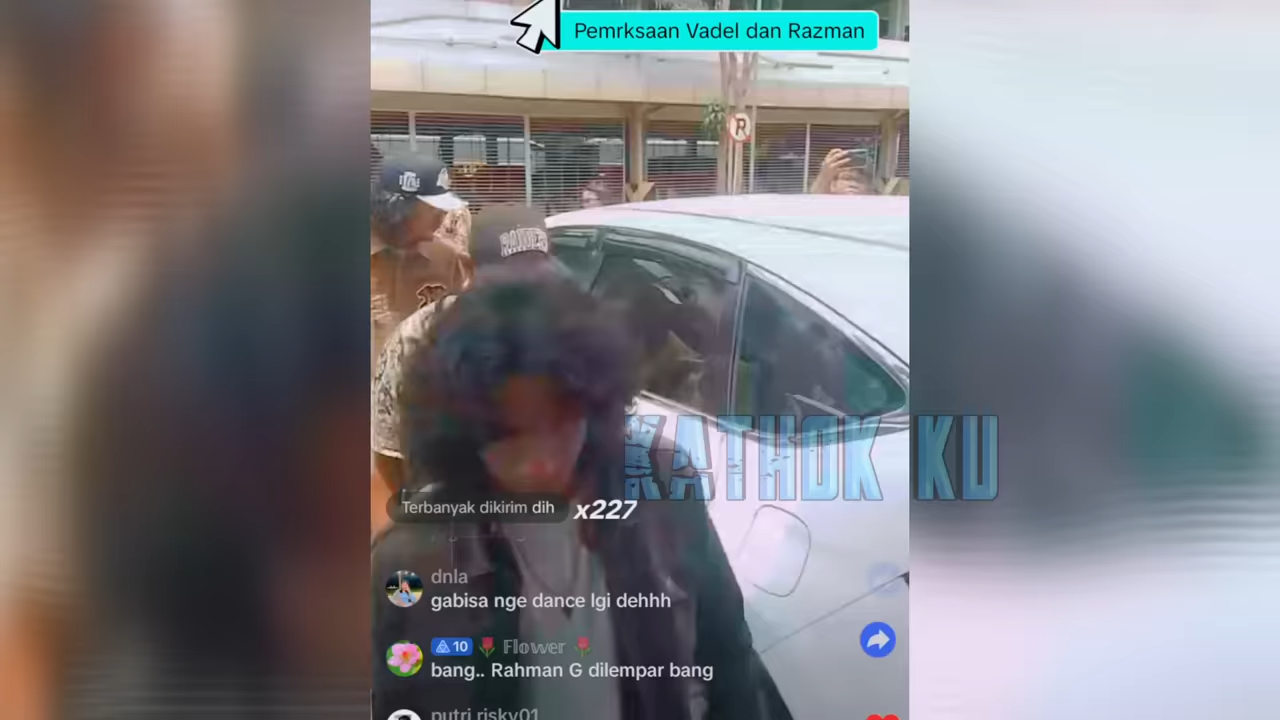 Pemrksaan Vadel dan Razman
R
RAIDERS
KATHOK KU
Terbanyak dikirim dih x227
dnla
gabisa nge dance lgi dehhh
10 🌷 Flower 🌷
bang.. Rahman G dilempar bang
putri risky01